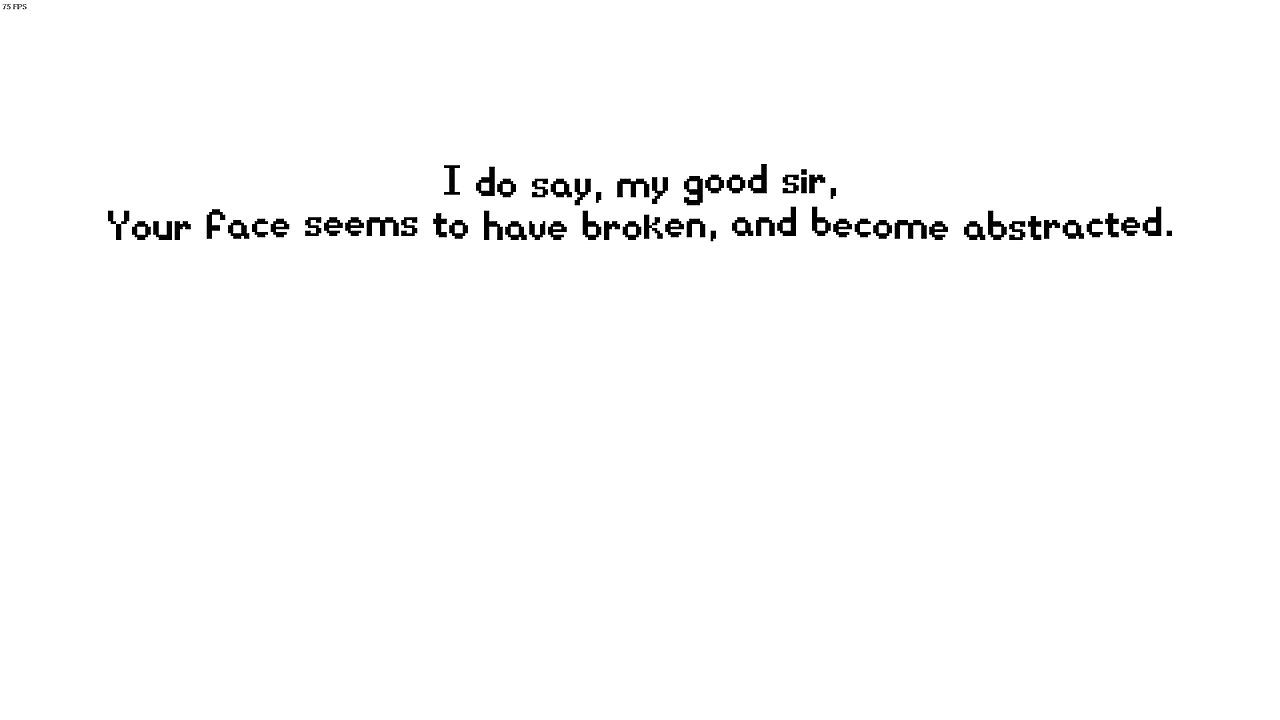 75 FPS
I do say, my good sir,
Your face seems to have broken, and become abstracted.